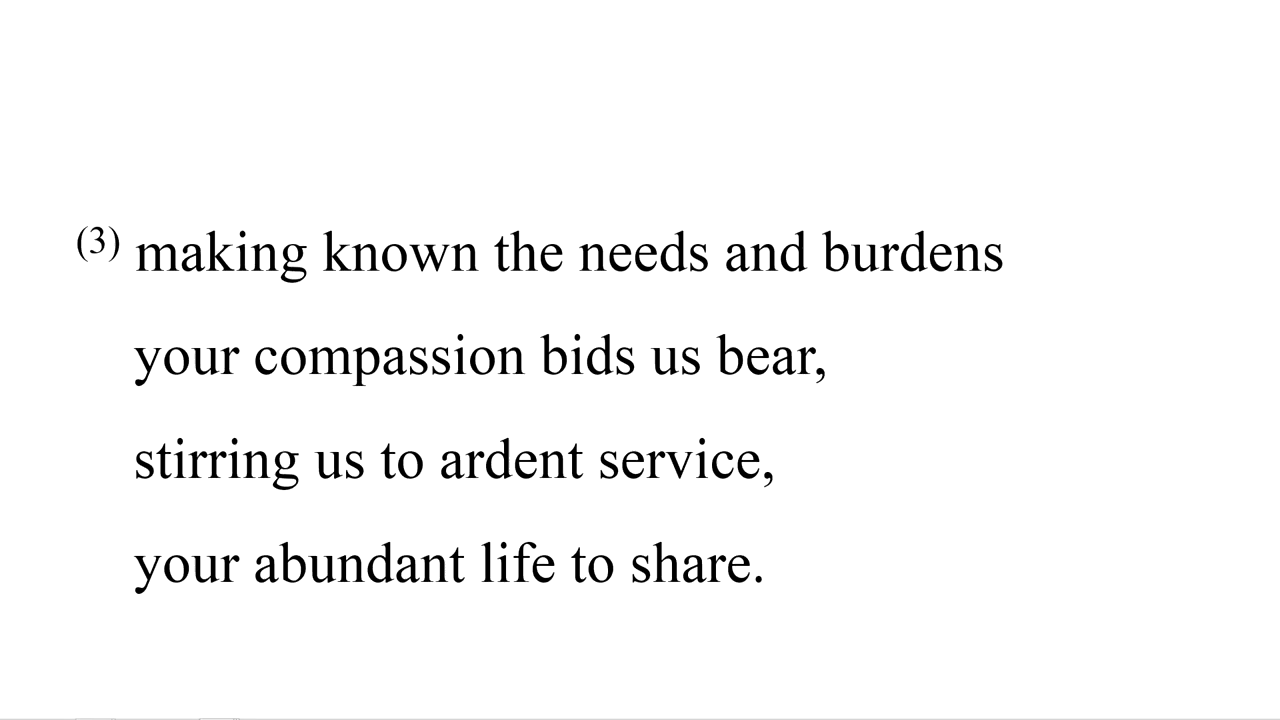 (3) making known the needs and burdens
your compassion bids us bear,
stirring us to ardent service,
your abundant life to share.